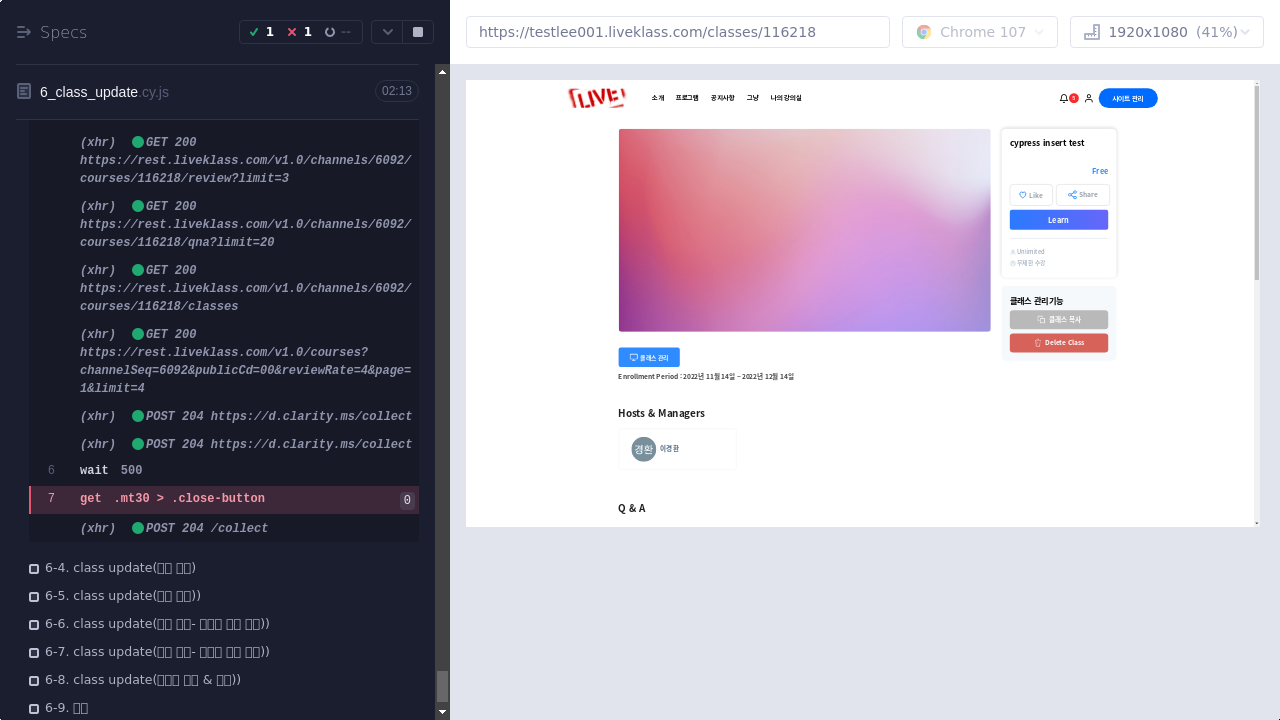 Specs
1
1
--
6_class_update.cy.js
02:13
(xhr) GET 200
https://rest.liveklass.com/v1.0/channels/6092/
courses/116218/review?limit=3
(xhr) GET 200
https://rest.liveklass.com/v1.0/channels/6092/
courses/116218/qna?limit=20
(xhr) GET 200
https://rest.liveklass.com/v1.0/channels/6092/
courses/116218/classes
(xhr) GET 200
https://rest.liveklass.com/v1.0/courses?
channelSeq=6092&publicCd=00&reviewRate=4&page=
1&limit=4
(xhr) POST 204 https://d.clarity.ms/collect
(xhr) POST 204 https://d.clarity.ms/collect
6 wait 500
7 get .mt30 > .close-button 0
(xhr) POST 204 /collect
6-4. class update(
6-5. class update(
6-6. class update(
6-7. class update(
6-8. class update(
6-9.
https://testlee001.liveklass.com/classes/116218
Chrome 107
1920x1080 (41%)
LIVE!
소개 프로그램 공지사항 그냥 나의 강의실
사이트 관리
cypress insert test
Free
Like
Share
Learn
Unlimited
무제한 수강
클래스 관리 기능
클래스 복사
Delete Class
클래스 관리
Enrollment Period : 2022년 11월 14일 ~ 2022년 12월 14일
Hosts & Managers
경환 이경환
Q & A